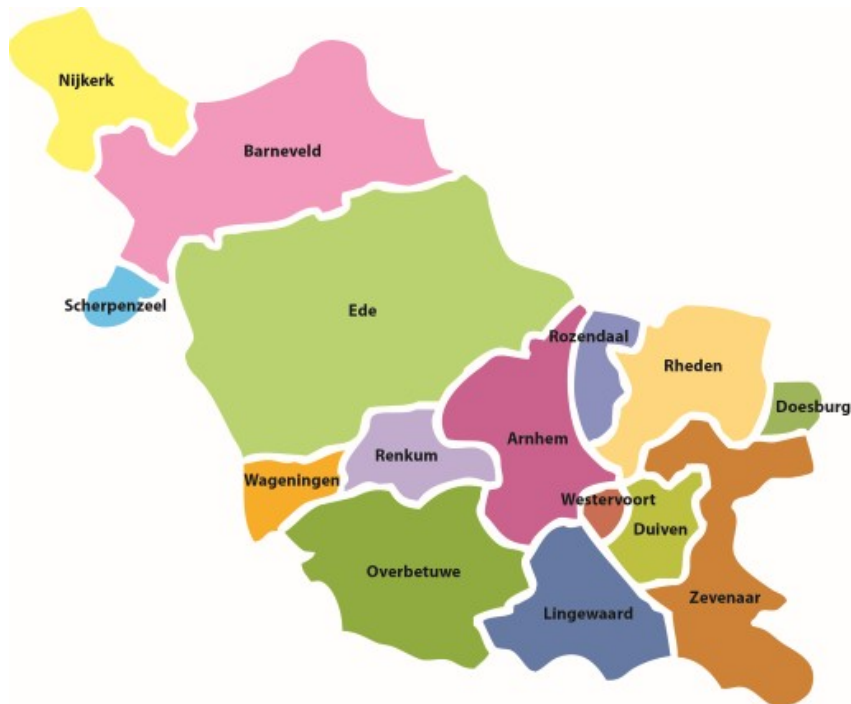 Nijkerk
Barneveld
Scherpenzeel
Ede
Rozendaal
Rheden
Doesburg
Arnhem
Renkum
Wageningen
Westervoort
Duiven
Overbetuwe
Zevenaar
Lingewaard